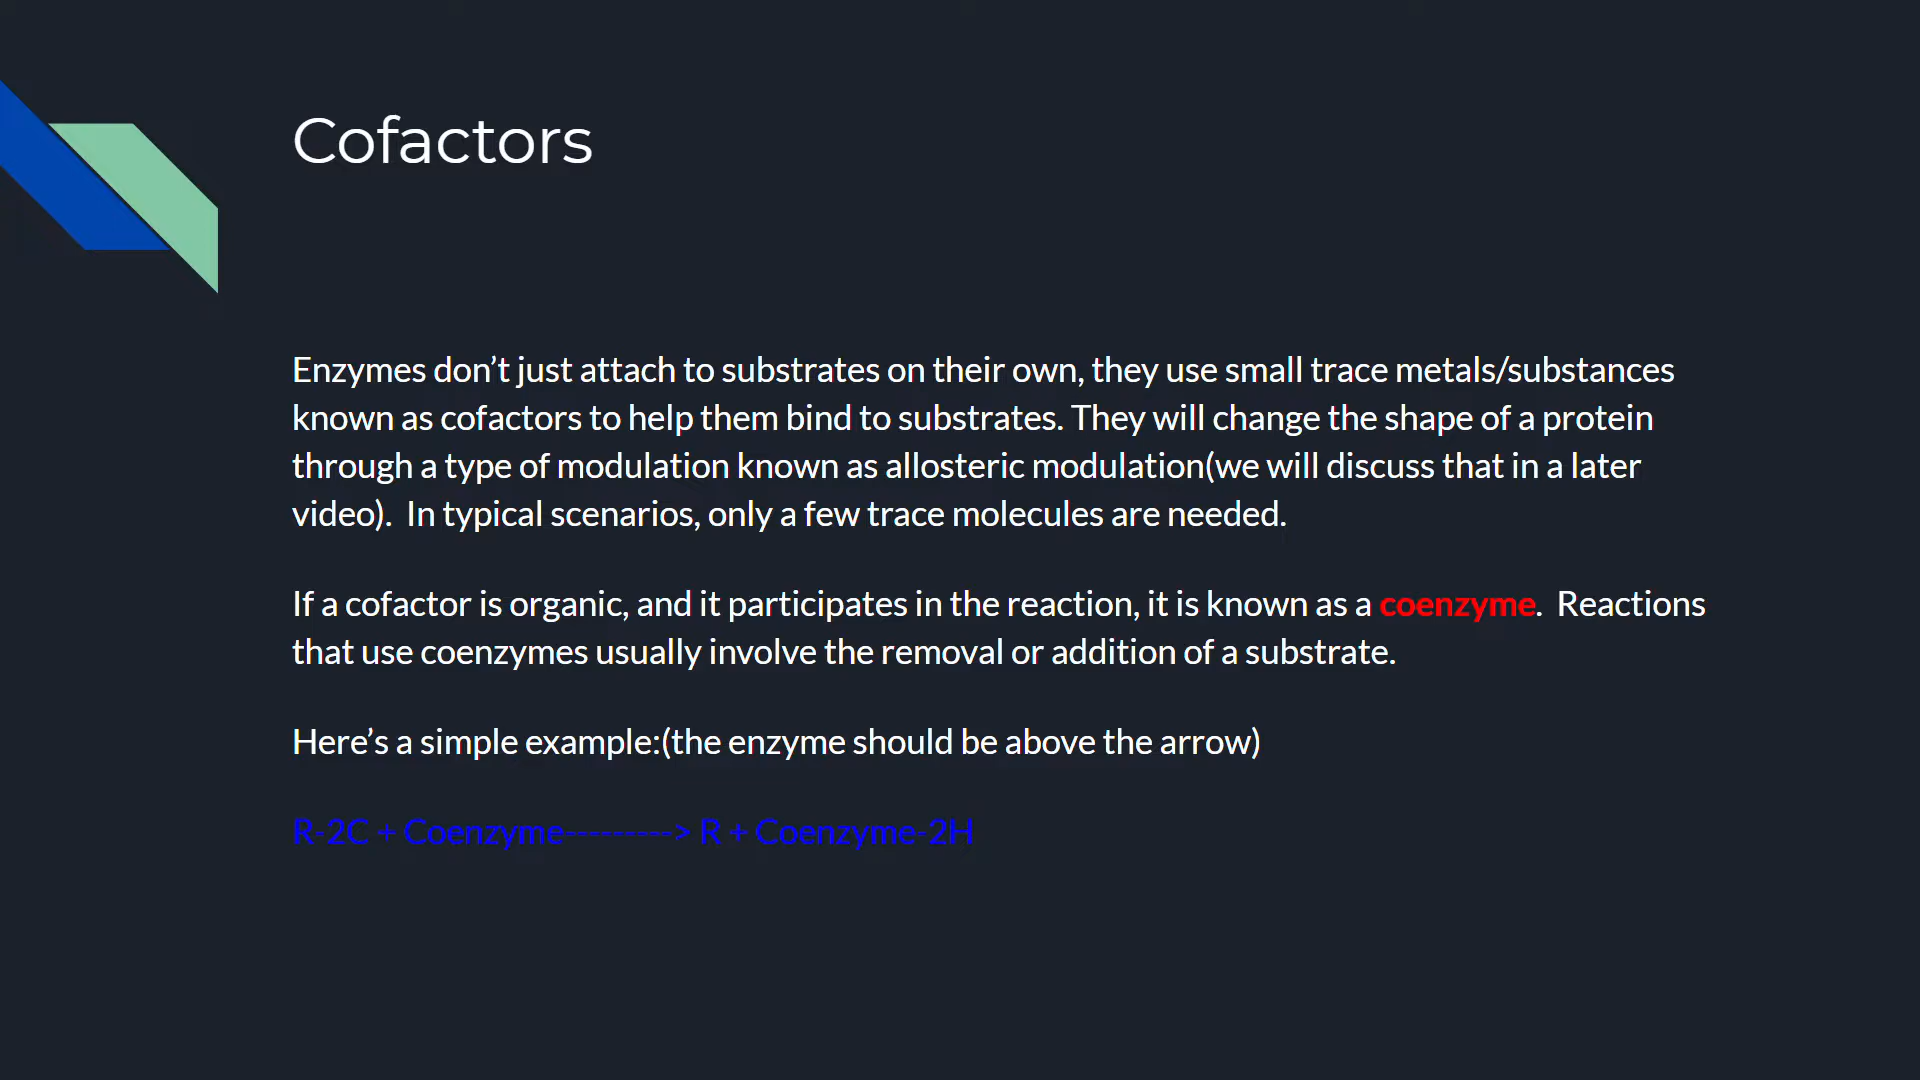 Cofactors
Enzymes don’t just attach to substrates on their own, they use small trace metals/substances
known as cofactors to help them bind to substrates. They will change the shape of a protein
through a type of modulation known as allosteric modulation(we will discuss that in a later
video).  In typical scenarios, only a few trace molecules are needed.
If a cofactor is organic, and it participates in the reaction, it is known as a coenzyme.  Reactions
that use coenzymes usually involve the removal or addition of a substrate.
Here’s a simple example:(the enzyme should be above the arrow)
R-2C + Coenzyme---------> R + Coenzyme-2H